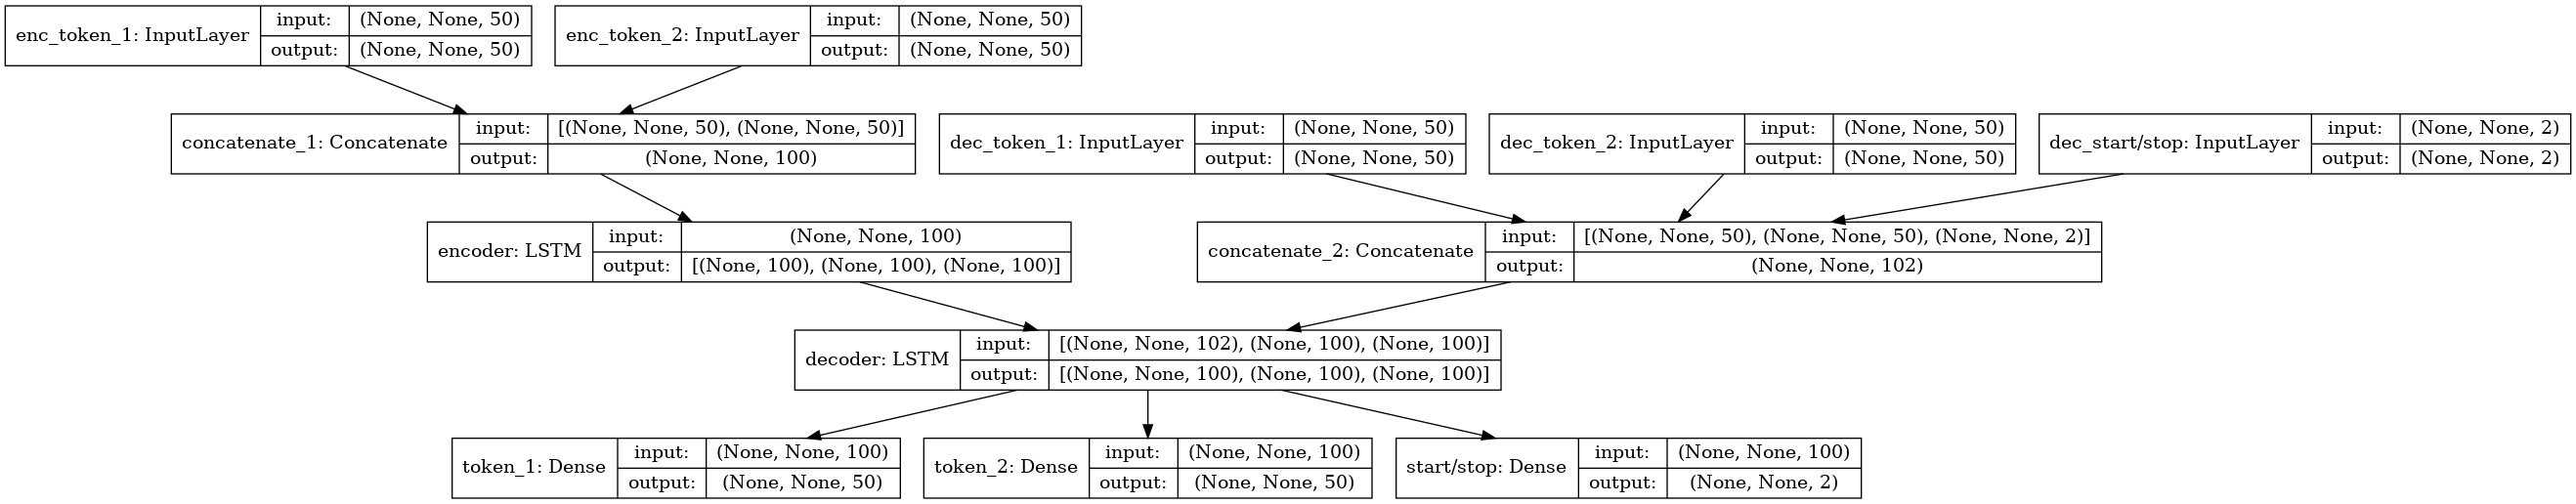 enc_token_1: InputLayer
input: (None, None, 50)
output: (None, None, 50)
enc_token_2: InputLayer
input: (None, None, 50)
output: (None, None, 50)
concatenate_1: Concatenate
input: [(None, None, 50), (None, None, 50)]
output: (None, None, 100)
dec_token_1: InputLayer
input: (None, None, 50)
output: (None, None, 50)
dec_token_2: InputLayer
input: (None, None, 50)
output: (None, None, 50)
dec_start/stop: InputLayer
input: (None, None, 2)
output: (None, None, 2)
encoder: LSTM
input: (None, None, 100)
output: [(None, 100), (None, 100), (None, 100)]
concatenate_2: Concatenate
input: [(None, None, 50), (None, None, 50), (None, None, 2)]
output: (None, None, 102)
decoder: LSTM
input: [(None, None, 102), (None, 100), (None, 100)]
output: [(None, None, 100), (None, 100), (None, 100)]
token_1: Dense
input: (None, None, 100)
output: (None, None, 50)
token_2: Dense
input: (None, None, 100)
output: (None, None, 50)
start/stop: Dense
input: (None, None, 100)
output: (None, None, 2)